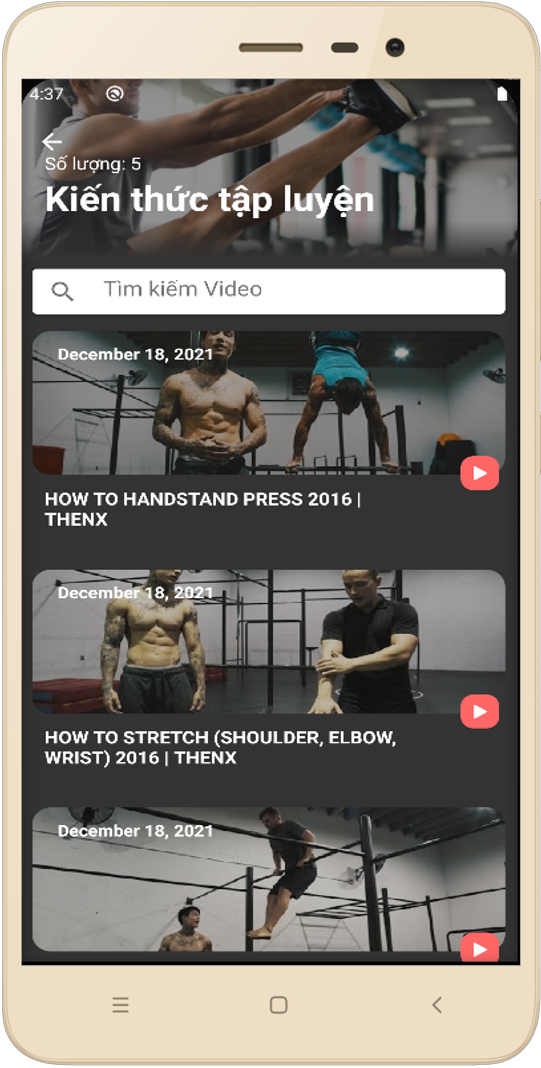 4:37
Số lượng: 5
Kiến thức tập luyện
Tìm kiếm Video
December 18, 2021
HOW TO HANDSTAND PRESS 2016 |
THENX
December 18, 2021
HOW TO STRETCH (SHOULDER, ELBOW,
WRIST) 2016 | THENX
December 18, 2021